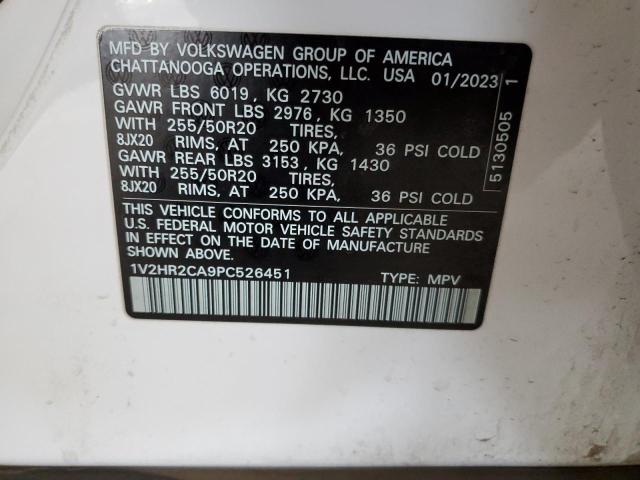 MFD BY VOLKSWAGEN GROUP OF AMERICA
CHATTANOOGA OPERATIONS, LLC. USA 01/2023
GVWR LBS 6019, KG 2730
GAWR FRONT LBS 2976, KG 1350
WITH 255/50R20 TIRES,
8JX20 RIMS, AT 250 KPA, 36 PSI COLD
GAWR REAR LBS 3153, KG 1430
WITH 255/50R20 TIRES,
8JX20 RIMS, AT 250 KPA, 36 PSI COLD
THIS VEHICLE CONFORMS TO ALL APPLICABLE
U.S. FEDERAL MOTOR VEHICLE SAFETY STANDARDS
IN EFFECT ON THE DATE OF MANUFACTURE
SHOWN ABOVE.
1V2HR2CA9PC526451 TYPE: MPV
5130505 1